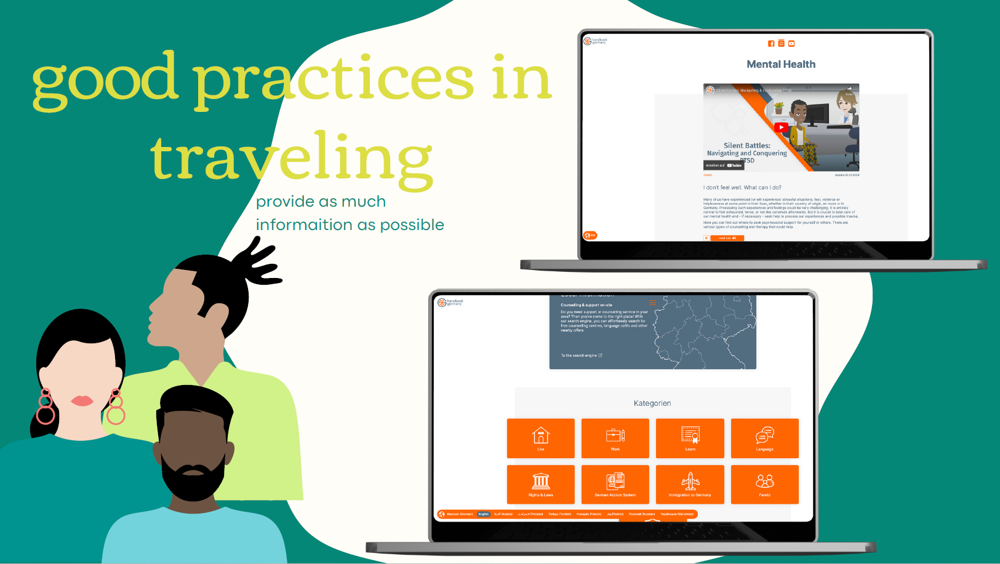 good practices in
traveling
provide as much
informaition as possible
handbook
germany
Mental Health
Silent Battles: Navigating & conquering PTSD
Teilen
Silent Battles:
Navigating and Conquering
PTSD
Ansehen auf YouTube
Health
Update 02.01.2024
I don't feel well. What can I do?
Many of us have experienced (or will experience) stressful situations, fear, violence or
helplessness at some point in their lives, whether in their country of origin, en route or in
Germany. Processing such experiences and feelings could be very challenging. It is entirely
normal to feel exhausted, tense, or not like ourselves afterwards. But it is crucial to take care of
our mental health and - if necessary - seek help to process our experiences and possible trauma.
Here you can find out where to seek psychosocial support for yourself or others. There are
various types of counselling and therapy that could help.
EN
read out
handbook
germany
Local Information
Counselling & support on-site
Do you need support or counselling service in your
area? Then you've come to the right place! With
our search engine, you can effortlessly search for
free counselling centres, language cafés and other
nearby offers.
To the search engine
Kategorien
Live
Work
Learn
Language
Rights & Laws
German Asylum System
Immigration to Germany
Family
Deutsch (German) English (Arabic) (Persian) Türkçe (Turkish) Français (French) (Pashto) Русский (Russian) Українська (Ukrainian)